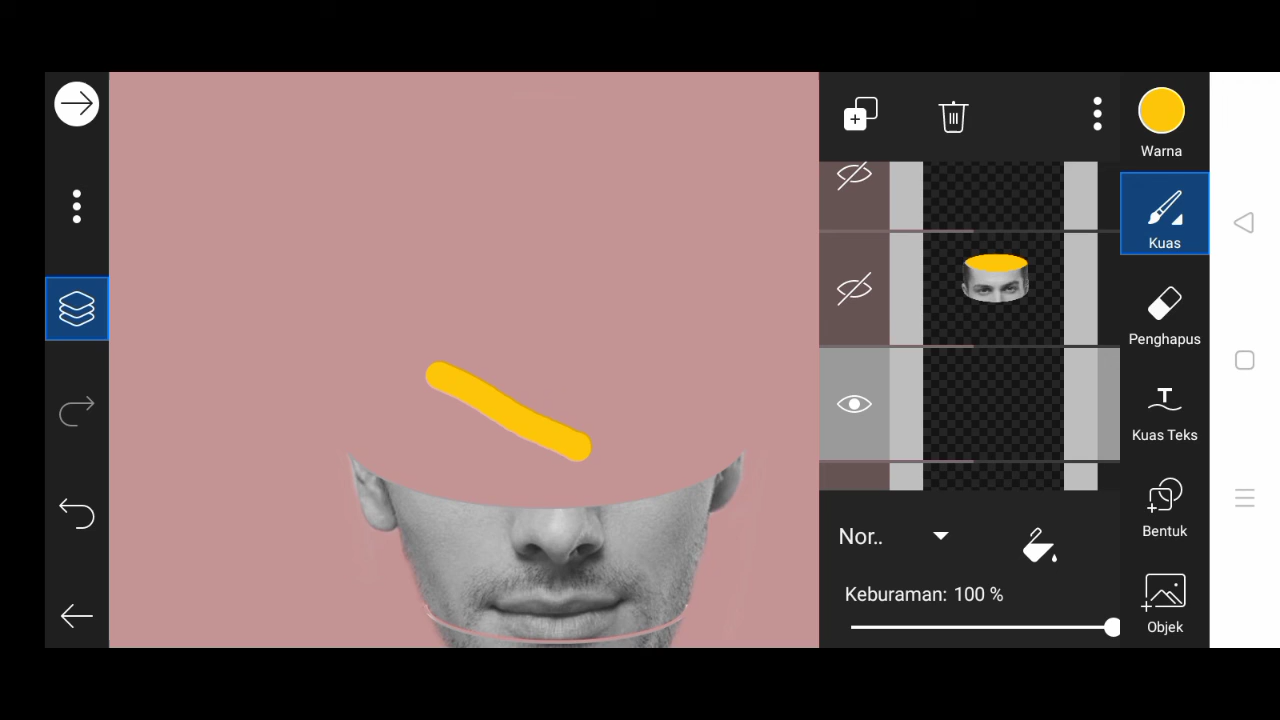 Warna
Kuas
Penghapus
T
Kuas Teks
Bentuk
Nor..
Keburaman: 100 %
Objek